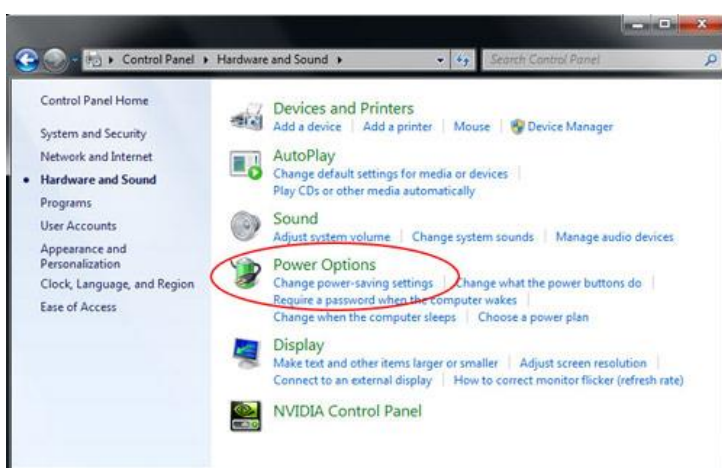 Control Panel ▸ Hardware and Sound ▸
Search Control Panel
Control Panel Home
System and Security
Network and Internet
Hardware and Sound
Programs
User Accounts
Appearance and
Personalization
Clock, Language, and Region
Ease of Access
Devices and Printers
Add a device | Add a printer | Mouse | Device Manager
AutoPlay
Change default settings for media or devices |
Play CDs or other media automatically
Sound
Adjust system volume | Change system sounds | Manage audio devices
Power Options
Change power-saving settings | Change what the power buttons do |
Require a password when the computer wakes |
Change when the computer sleeps | Choose a power plan
Display
Make text and other items larger or smaller | Adjust screen resolution |
Connect to an external display | How to correct monitor flicker (refresh rate)
NVIDIA Control Panel